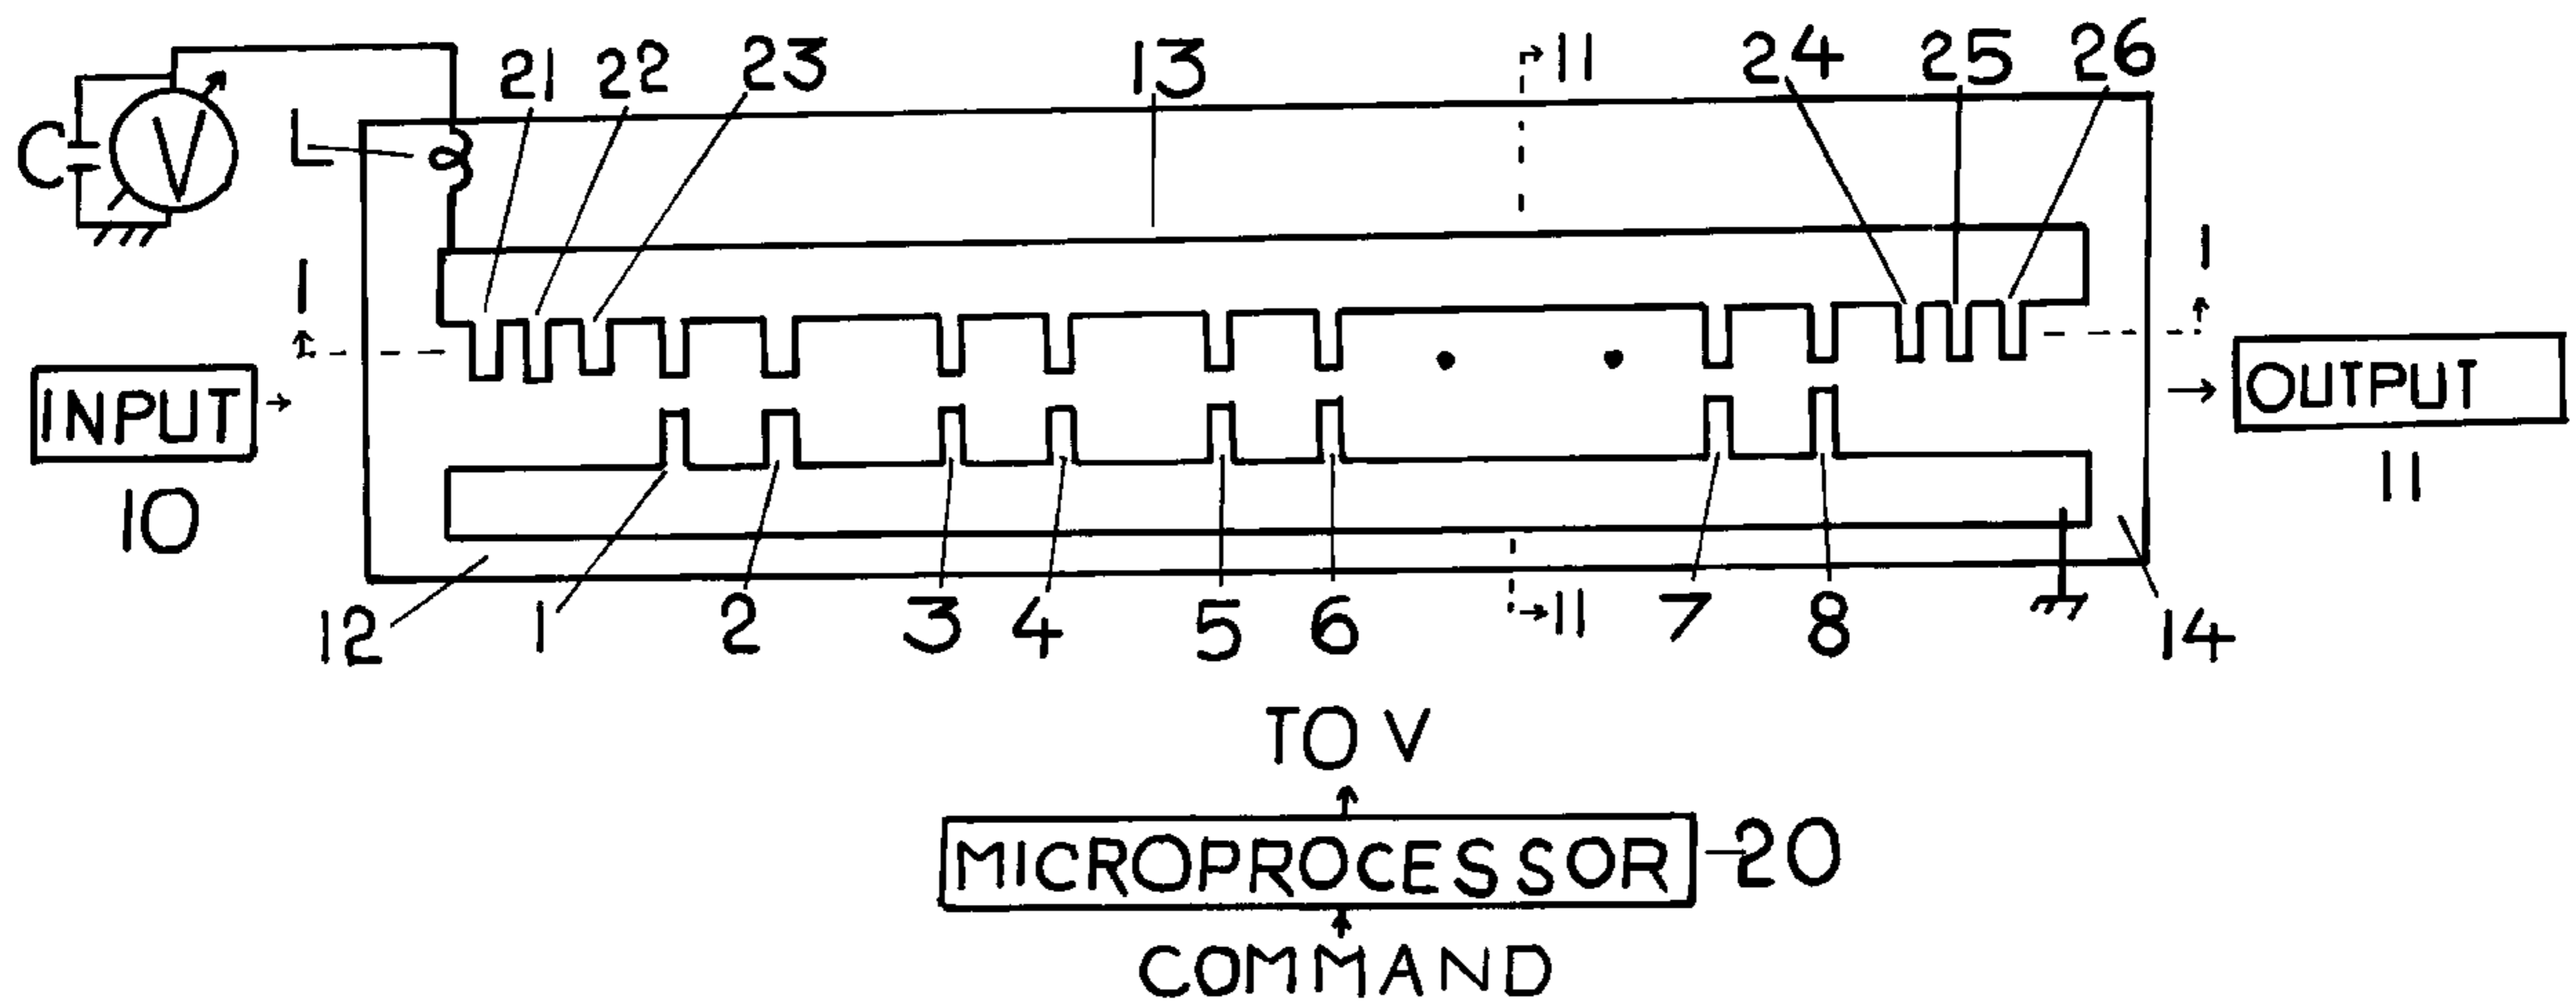 21 22 23 13 11 24 25 26
C V L
1 1
INPUT OUTPUT
10 11
12 1 2 3 4 5 6 11 7 8 14
TO V
MICROPROCESSOR 20
COMMAND